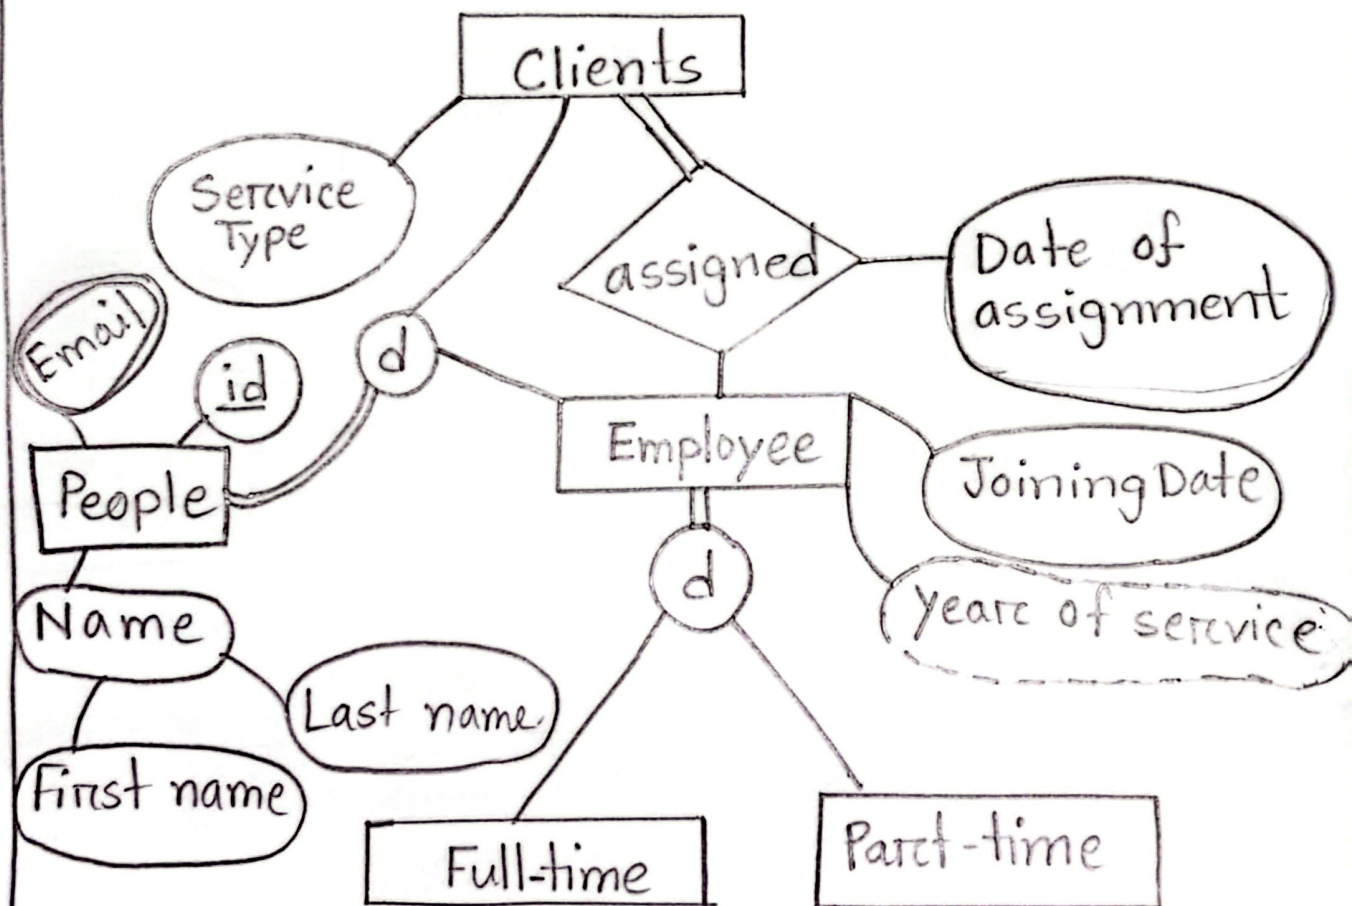 Clients
Service
Type
Email
id
d
assigned
Date of
assignment
People
Employee
Joining Date
year of service
Name
d
Last name
First name
Full-time
Part-time